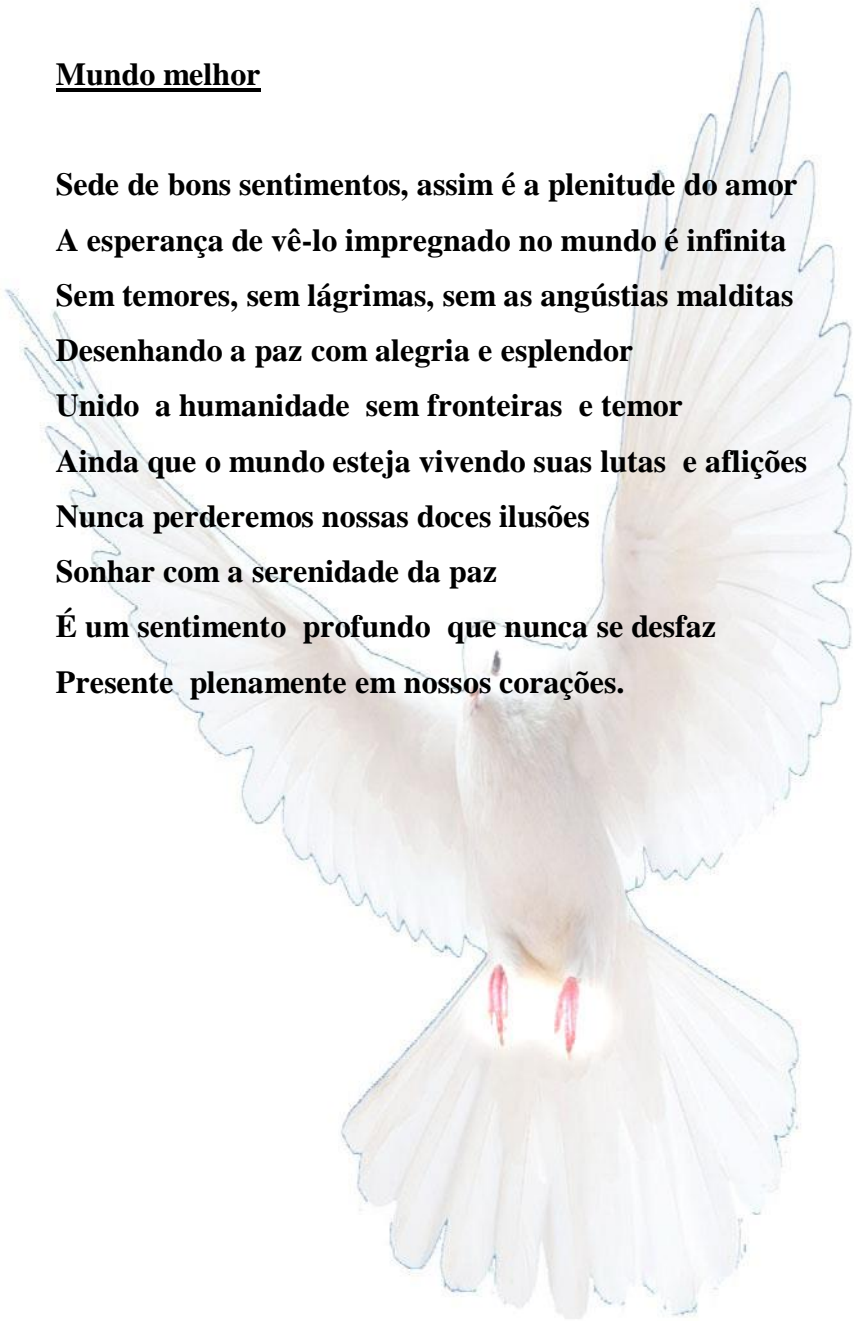 Mundo melhor
Sede de bons sentimentos, assim é a plenitude do amor
A esperança de vê-lo impregnado no mundo é infinita
Sem temores, sem lágrimas, sem as angústias malditas
Desenhando a paz com alegria e esplendor
Unido a humanidade sem fronteiras e temor
Ainda que o mundo esteja vivendo suas lutas e aflições
Nunca perderemos nossas doces ilusões
Sonhar com a serenidade da paz
É um sentimento profundo que nunca se desfaz
Presente plenamente em nossos corações.